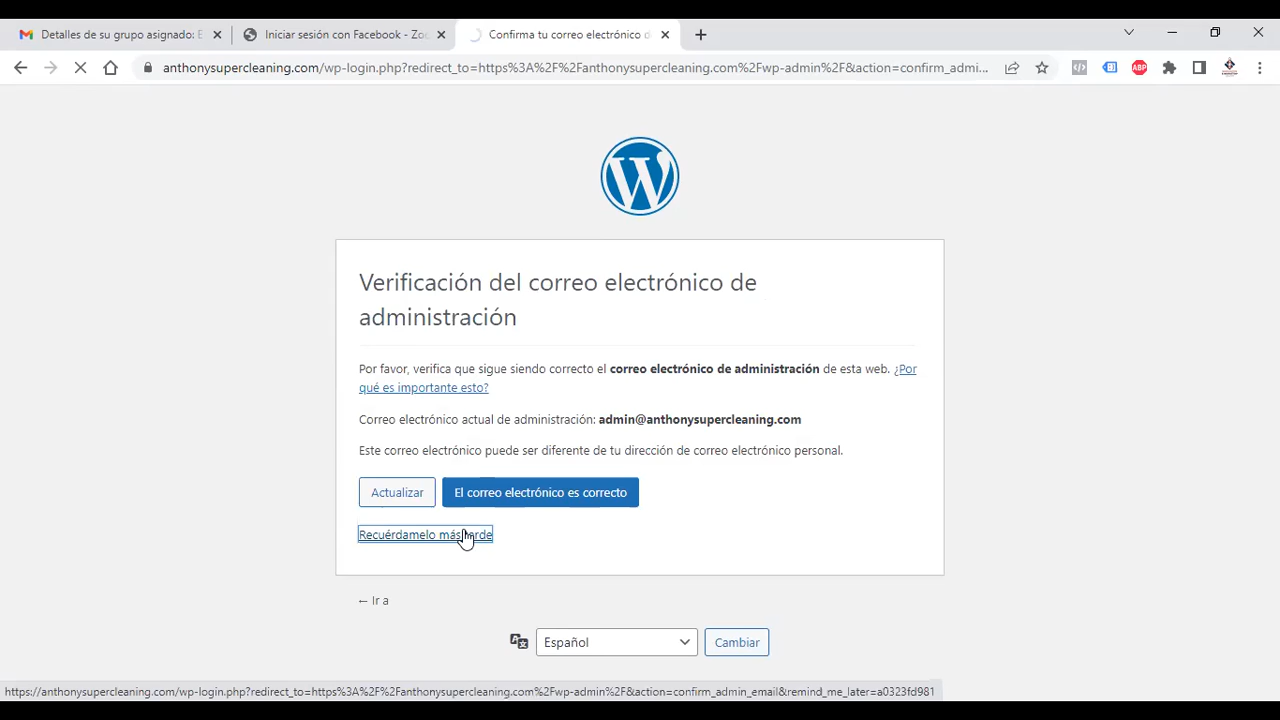 Detalles de su grupo asignado: E
Iniciar sesión con Facebook - Zoo
Confirma tu correo electrónico d
anthonysupercleaning.com/wp-login.php?redirect_to=https%3A%2F%2Fanthonysupercleaning.com%2Fwp-admin%2F&action=confirm_admi...
ABP
Verificación del correo electrónico de
administración
Por favor, verifica que sigue siendo correcto el correo electrónico de administración de esta web. ¿Por
qué es importante esto?
Correo electrónico actual de administración: admin@anthonysupercleaning.com
Este correo electrónico puede ser diferente de tu dirección de correo electrónico personal.
Actualizar
El correo electrónico es correcto
Recuérdamelo más tarde
← Ir a
Español
Cambiar
https://anthonysupercleaning.com/wp-login.php?redirect_to=https%3A%2F%2Fanthonysupercleaning.com%2Fwp-admin%2F&action=confirm_admin_email&remind_me_later=a0323fd981